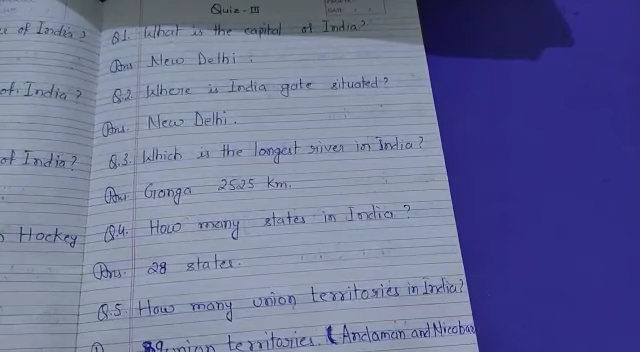 Quiz - III
of India?
Q1. What is the capital of India?
Ans New Delhi.
of India?
Q.2. Where is India gate situated?
Ans. New Delhi.
of India?
Q.3. Which is the longest river in India?
Ans Ganga 2525 Km.
Hockey
Q.4. How many states in India?
Ans. 28 states.
Q.5. How many union territories in India?
union territories. (Andaman and Nicobar